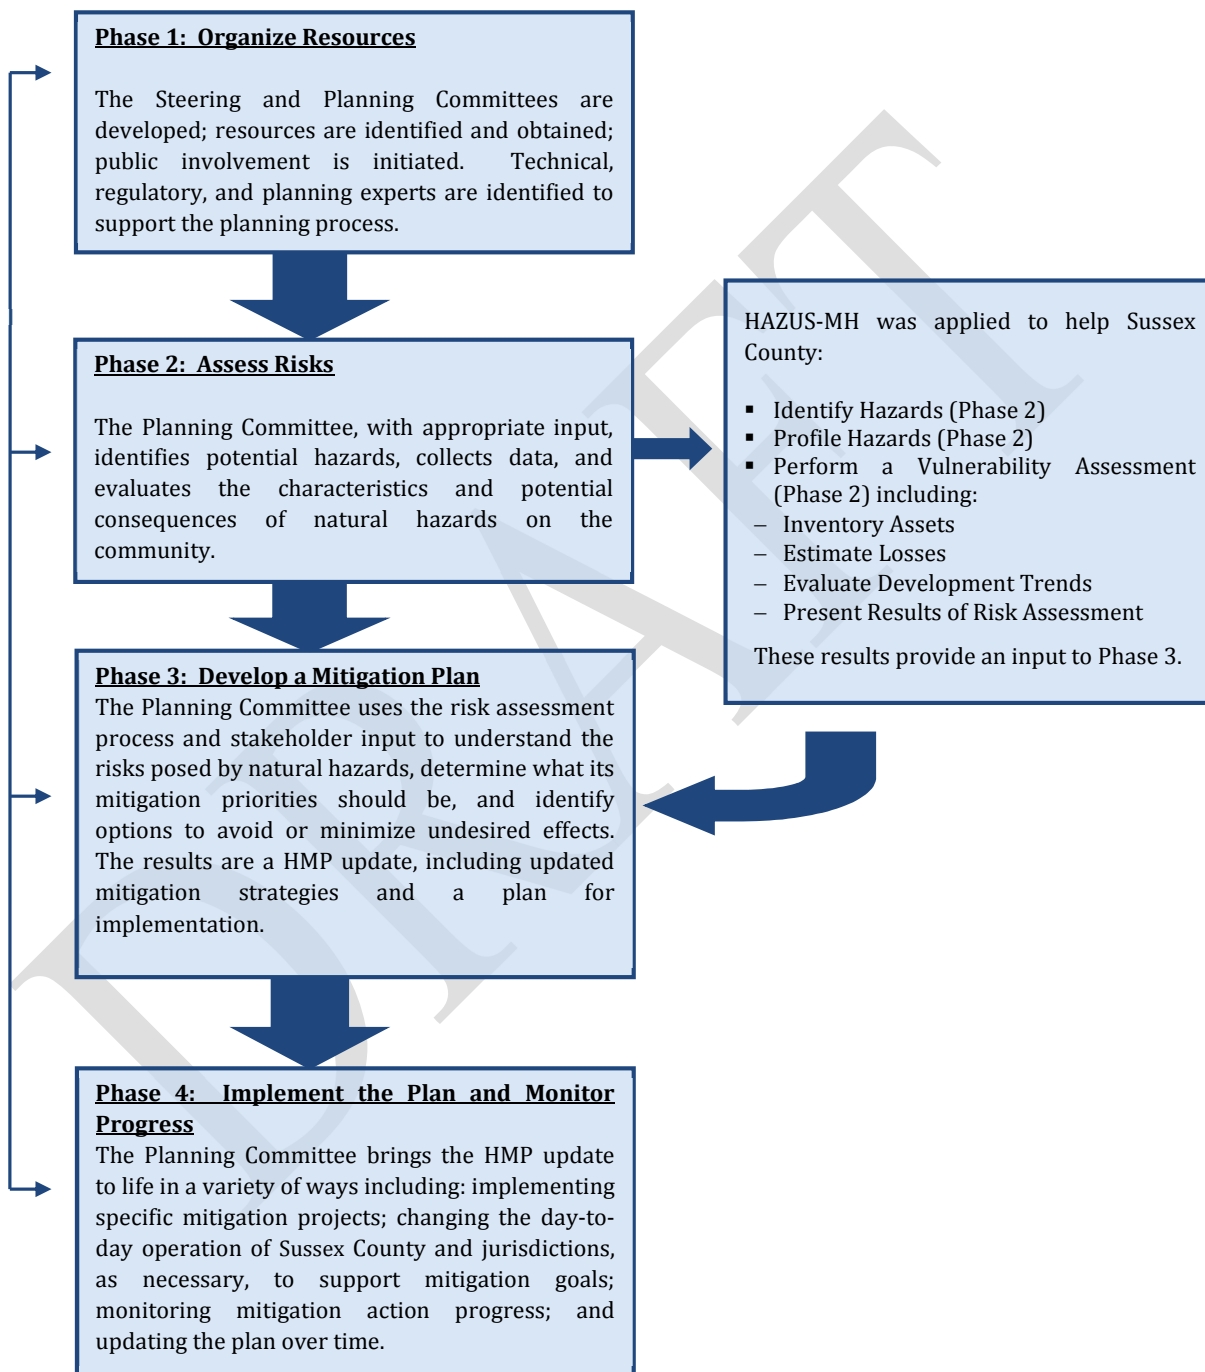 Phase 1: Organize Resources
The Steering and Planning Committees are
developed; resources are identified and obtained;
public involvement is initiated. Technical,
regulatory, and planning experts are identified to
support the planning process.
Phase 2: Assess Risks
The Planning Committee, with appropriate input,
identifies potential hazards, collects data, and
evaluates the characteristics and potential
consequences of natural hazards on the
community.
HAZUS-MH was applied to help Sussex
County:
▪ Identify Hazards (Phase 2)
▪ Profile Hazards (Phase 2)
▪ Perform a Vulnerability Assessment
(Phase 2) including:
– Inventory Assets
– Estimate Losses
– Evaluate Development Trends
– Present Results of Risk Assessment
These results provide an input to Phase 3.
Phase 3: Develop a Mitigation Plan
The Planning Committee uses the risk assessment
process and stakeholder input to understand the
risks posed by natural hazards, determine what its
mitigation priorities should be, and identify
options to avoid or minimize undesired effects.
The results are a HMP update, including updated
mitigation strategies and a plan for
implementation.
Phase 4: Implement the Plan and Monitor
Progress
The Planning Committee brings the HMP update
to life in a variety of ways including: implementing
specific mitigation projects; changing the day-to-
day operation of Sussex County and jurisdictions,
as necessary, to support mitigation goals;
monitoring mitigation action progress; and
updating the plan over time.
DRAFT